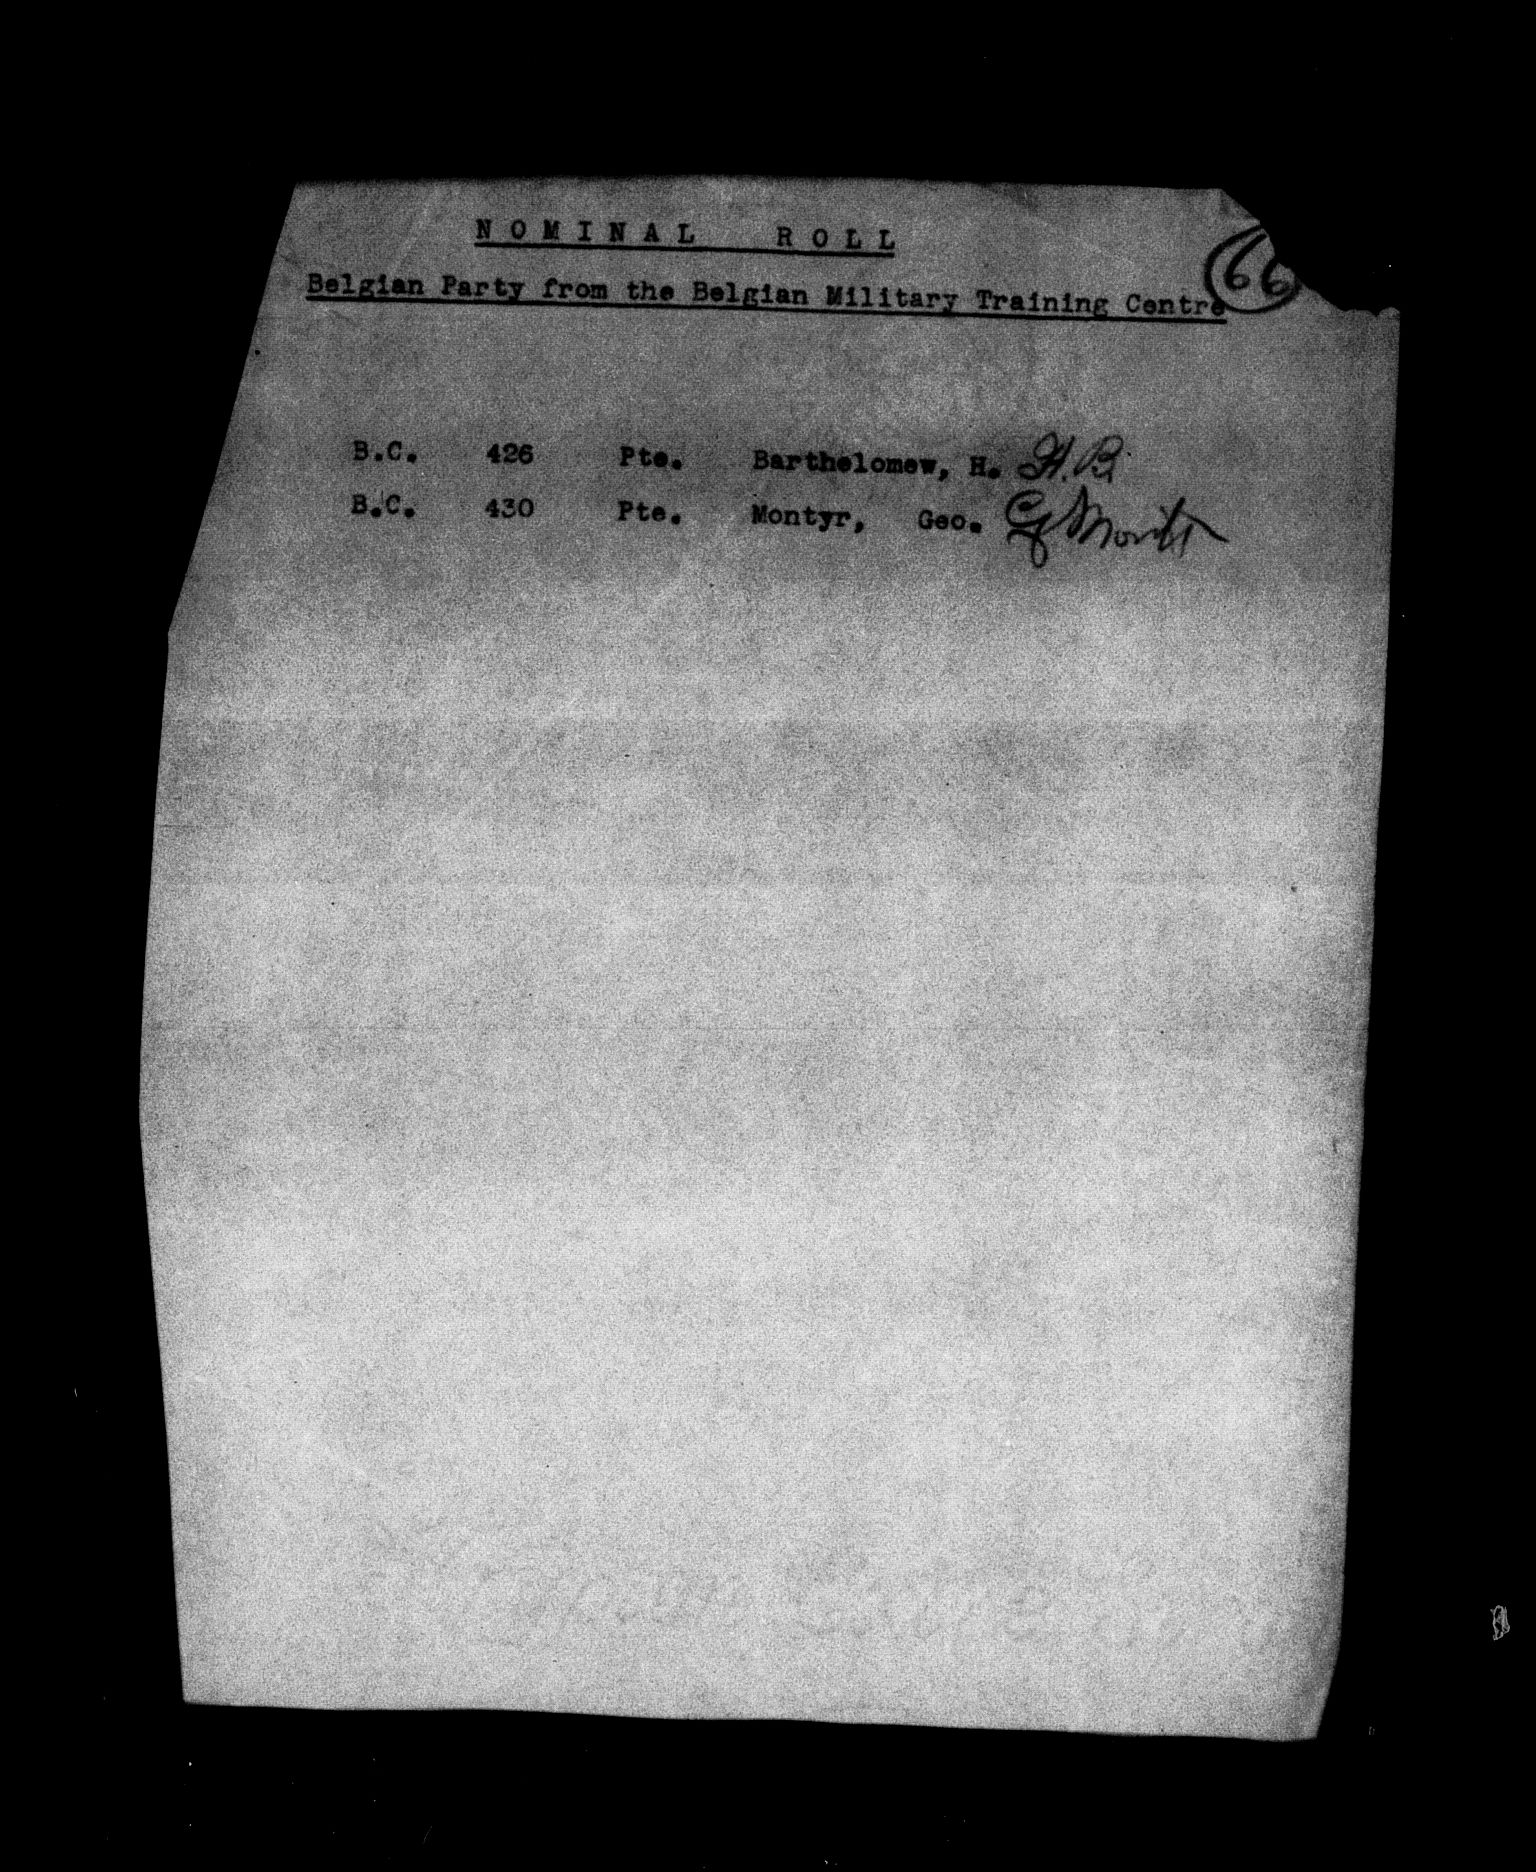 NOMINAL ROLL
66
Belgian Party from the Belgian Military Training Centre
B.C. 426 Pte. Barthelomew, H. H.B.
B.C. 430 Pte. Montyr, Geo.